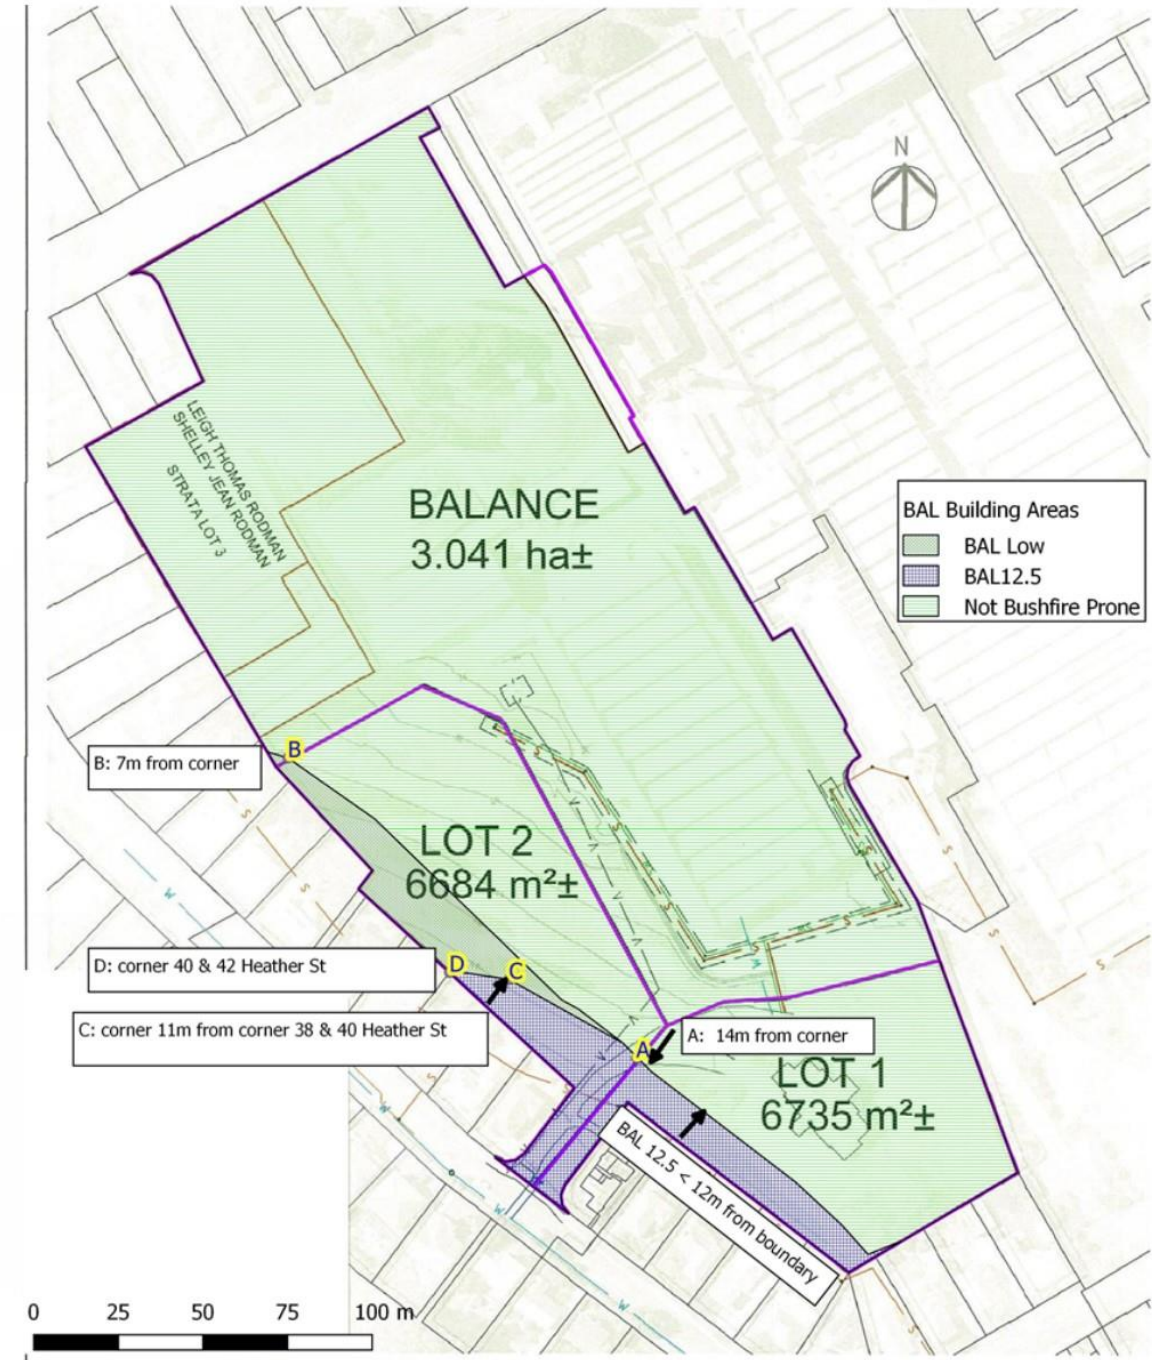 N
LEIGH THOMAS RODMAN
SHELLEY JEAN RODMAN
STRATA LOT 3
BALANCE
3.041 ha±
BAL Building Areas
BAL Low
BAL12.5
Not Bushfire Prone
B
B: 7m from corner
LOT 2
6684 m²±
D: corner 40 & 42 Heather St
D
C
C: corner 11m from corner 38 & 40 Heather St
A
A: 14m from corner
LOT 1
6735 m²±
BAL 12.5 < 12m from boundary
S
S
S
S
S
S
S
S
S
S
W
W
W
W
W
W
0 25 50 75 100 m